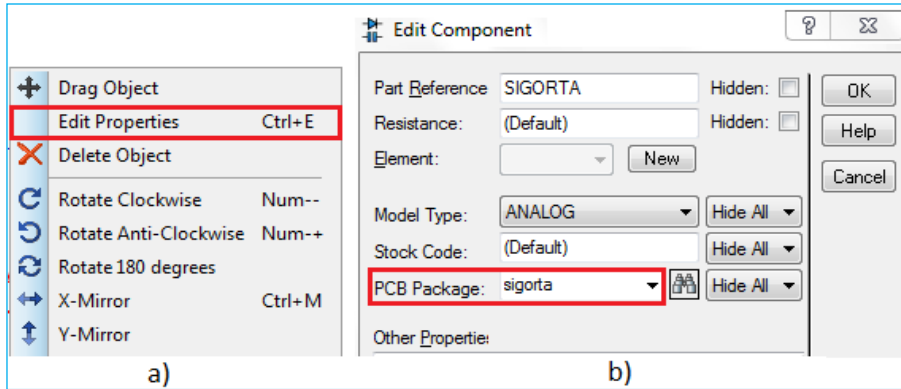 Drag Object
Edit Properties Ctrl+E
Delete Object
Rotate Clockwise Num--
Rotate Anti-Clockwise Num-+
Rotate 180 degrees
X-Mirror Ctrl+M
Y-Mirror
a)
Edit Component
Part Reference SIGORTA Hidden:
Resistance: (Default) Hidden:
Element: New
Model Type: ANALOG Hide All
Stock Code: (Default) Hide All
PCB Package: sigorta Hide All
Other Propertie
OK
Help
Cancel
b)